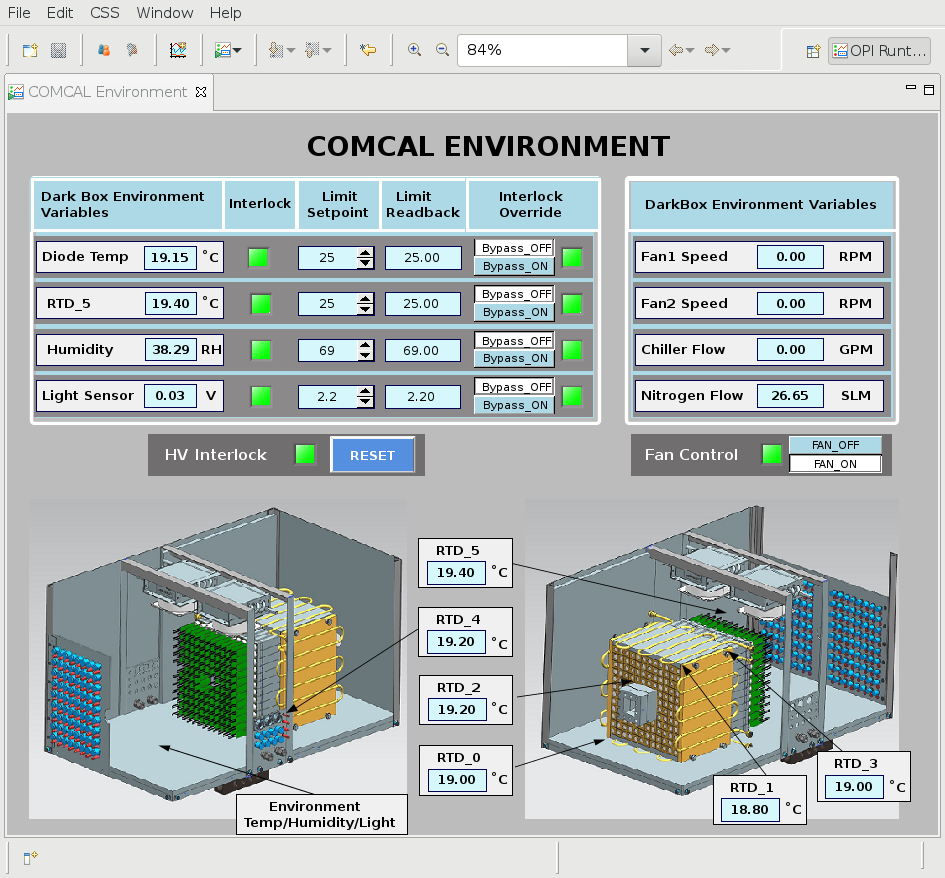 File Edit CSS Window Help
84%
OPI Runt...
COMCAL Environment
COMCAL ENVIRONMENT
Dark Box Environment Variables
Interlock
Limit Setpoint
Limit Readback
Interlock Override
Diode Temp 19.15 °C 25 25.00 Bypass_OFF
Bypass_ON
RTD_5 19.40 °C 25 25.00 Bypass_OFF
Bypass_ON
Humidity 38.29 RH 69 69.00 Bypass_OFF
Bypass_ON
Light Sensor 0.03 V 2.2 2.20 Bypass_OFF
Bypass_ON
DarkBox Environment Variables
Fan1 Speed 0.00 RPM
Fan2 Speed 0.00 RPM
Chiller Flow 0.00 GPM
Nitrogen Flow 26.65 SLM
HV Interlock RESET
Fan Control FAN_OFF
FAN_ON
RTD_5
19.40 °C
RTD_4
19.20 °C
RTD_2
19.20 °C
RTD_0
19.00 °C
RTD_3
19.00 °C
RTD_1
18.80 °C
Environment
Temp/Humidity/Light